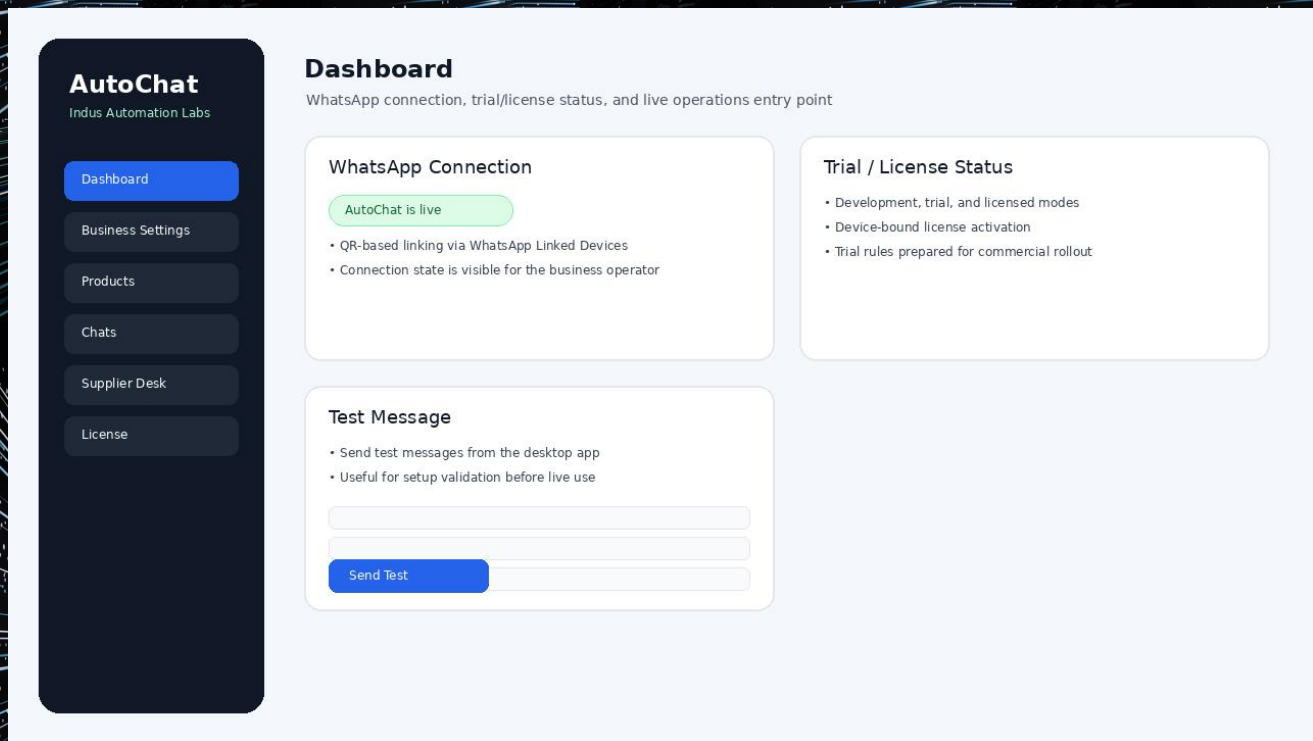 AutoChat
Indus Automation Labs
Dashboard
Business Settings
Products
Chats
Supplier Desk
License
Dashboard
WhatsApp connection, trial/license status, and live operations entry point
WhatsApp Connection
AutoChat is live
• QR-based linking via WhatsApp Linked Devices
• Connection state is visible for the business operator
Trial / License Status
• Development, trial, and licensed modes
• Device-bound license activation
• Trial rules prepared for commercial rollout
Test Message
• Send test messages from the desktop app
• Useful for setup validation before live use
Send Test